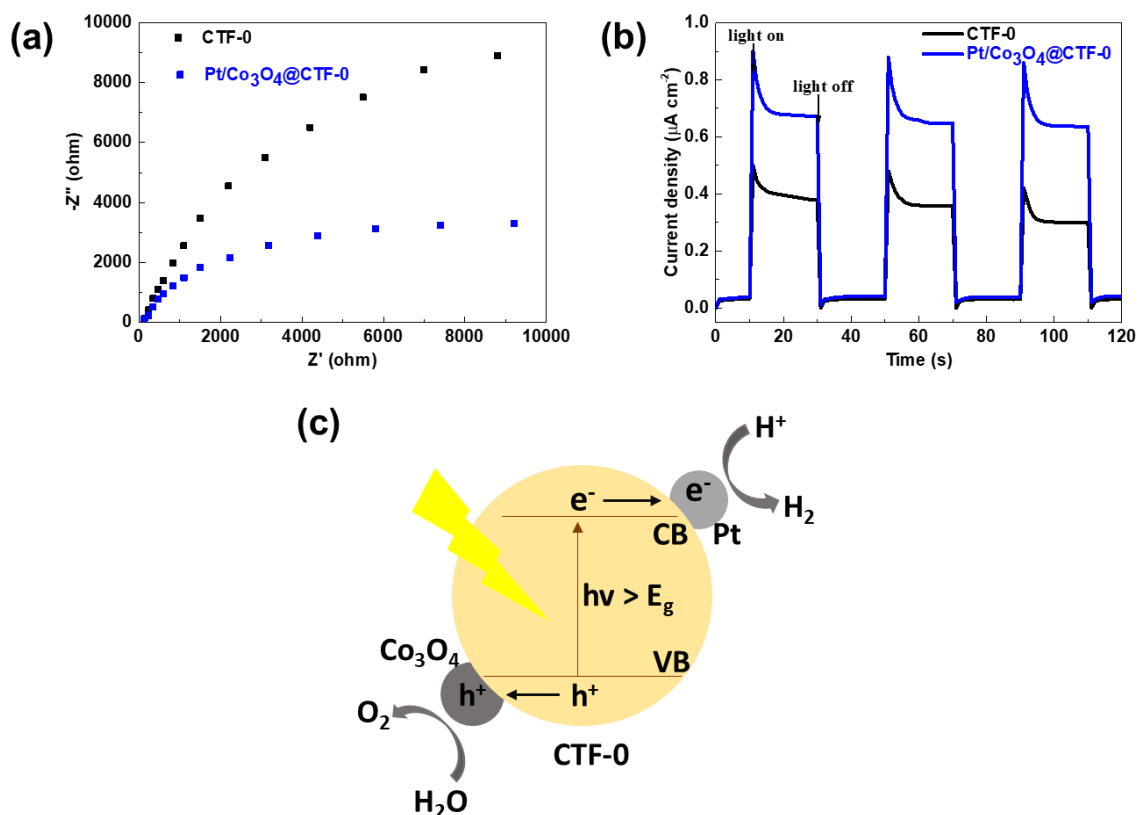 (a)
10000
8000
6000
4000
2000
0
-Z'' (ohm)
CTF-0
Pt/Co₃O₄@CTF-0
0 2000 4000 6000 8000 10000
Z' (ohm)
(b)
1.0
0.8
0.6
0.4
0.2
0.0
Current density (μA cm⁻²)
light on
light off
CTF-0
Pt/Co₃O₄@CTF-0
0 20 40 60 80 100 120
Time (s)
(c)
H⁺
e⁻
e⁻
H₂
CB
Pt
hν > E_g
Co₃O₄
VB
h⁺
h⁺
O₂
CTF-0
H₂O